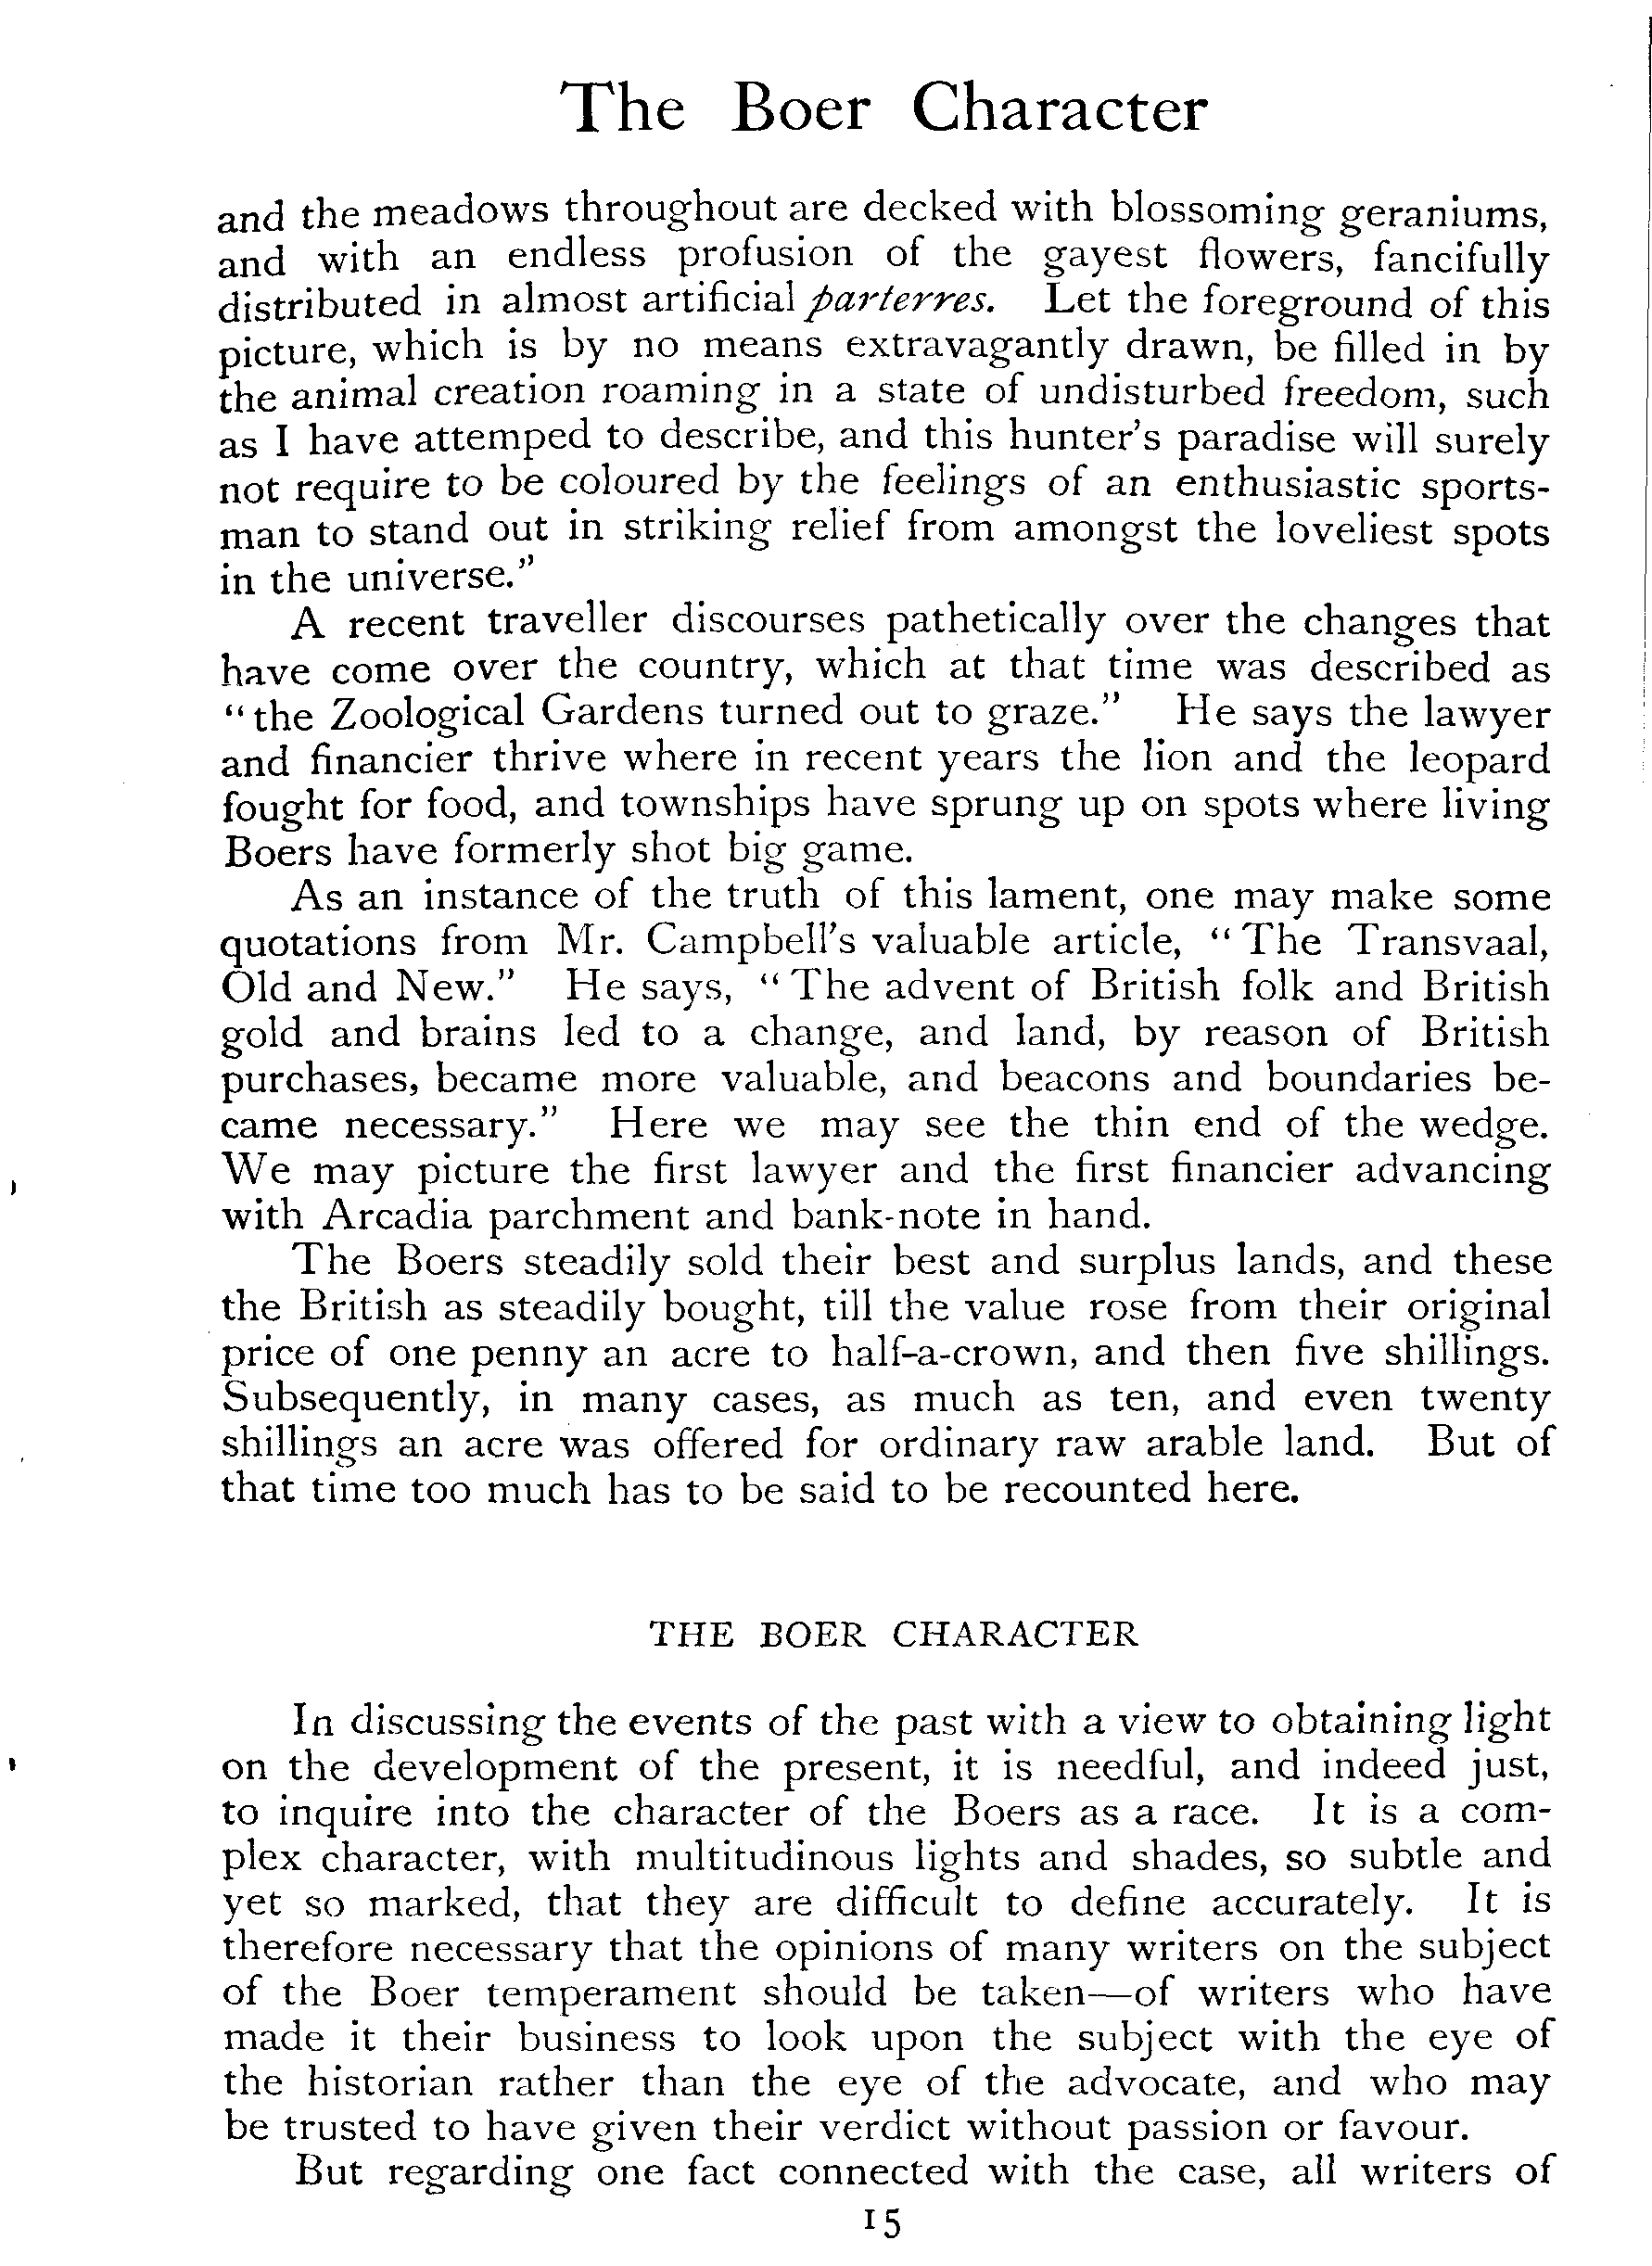 The Boer Character
and the meadows throughout are decked with blossoming geraniums,
and with an endless profusion of the gayest flowers, fancifully
distributed in almost artificial parterres. Let the foreground of this
picture, which is by no means extravagantly drawn, be filled in by
the animal creation roaming in a state of undisturbed freedom, such
as I have attemped to describe, and this hunter's paradise will surely
not require to be coloured by the feelings of an enthusiastic sports-
man to stand out in striking relief from amongst the loveliest spots
in the universe."
A recent traveller discourses pathetically over the changes that
have come over the country, which at that time was described as
"the Zoological Gardens turned out to graze." He says the lawyer
and financier thrive where in recent years the lion and the leopard
fought for food, and townships have sprung up on spots where living
Boers have formerly shot big game.
As an instance of the truth of this lament, one may make some
quotations from Mr. Campbell's valuable article, "The Transvaal,
Old and New." He says, "The advent of British folk and British
gold and brains led to a change, and land, by reason of British
purchases, became more valuable, and beacons and boundaries be-
came necessary." Here we may see the thin end of the wedge.
We may picture the first lawyer and the first financier advancing
with Arcadia parchment and bank-note in hand.
The Boers steadily sold their best and surplus lands, and these
the British as steadily bought, till the value rose from their original
price of one penny an acre to half-a-crown, and then five shillings.
Subsequently, in many cases, as much as ten, and even twenty
shillings an acre was offered for ordinary raw arable land. But of
that time too much has to be said to be recounted here.
THE BOER CHARACTER
In discussing the events of the past with a view to obtaining light
on the development of the present, it is needful, and indeed just,
to inquire into the character of the Boers as a race. It is a com-
plex character, with multitudinous lights and shades, so subtle and
yet so marked, that they are difficult to define accurately. It is
therefore necessary that the opinions of many writers on the subject
of the Boer temperament should be taken—of writers who have
made it their business to look upon the subject with the eye of
the historian rather than the eye of the advocate, and who may
be trusted to have given their verdict without passion or favour.
But regarding one fact connected with the case, all writers of
15